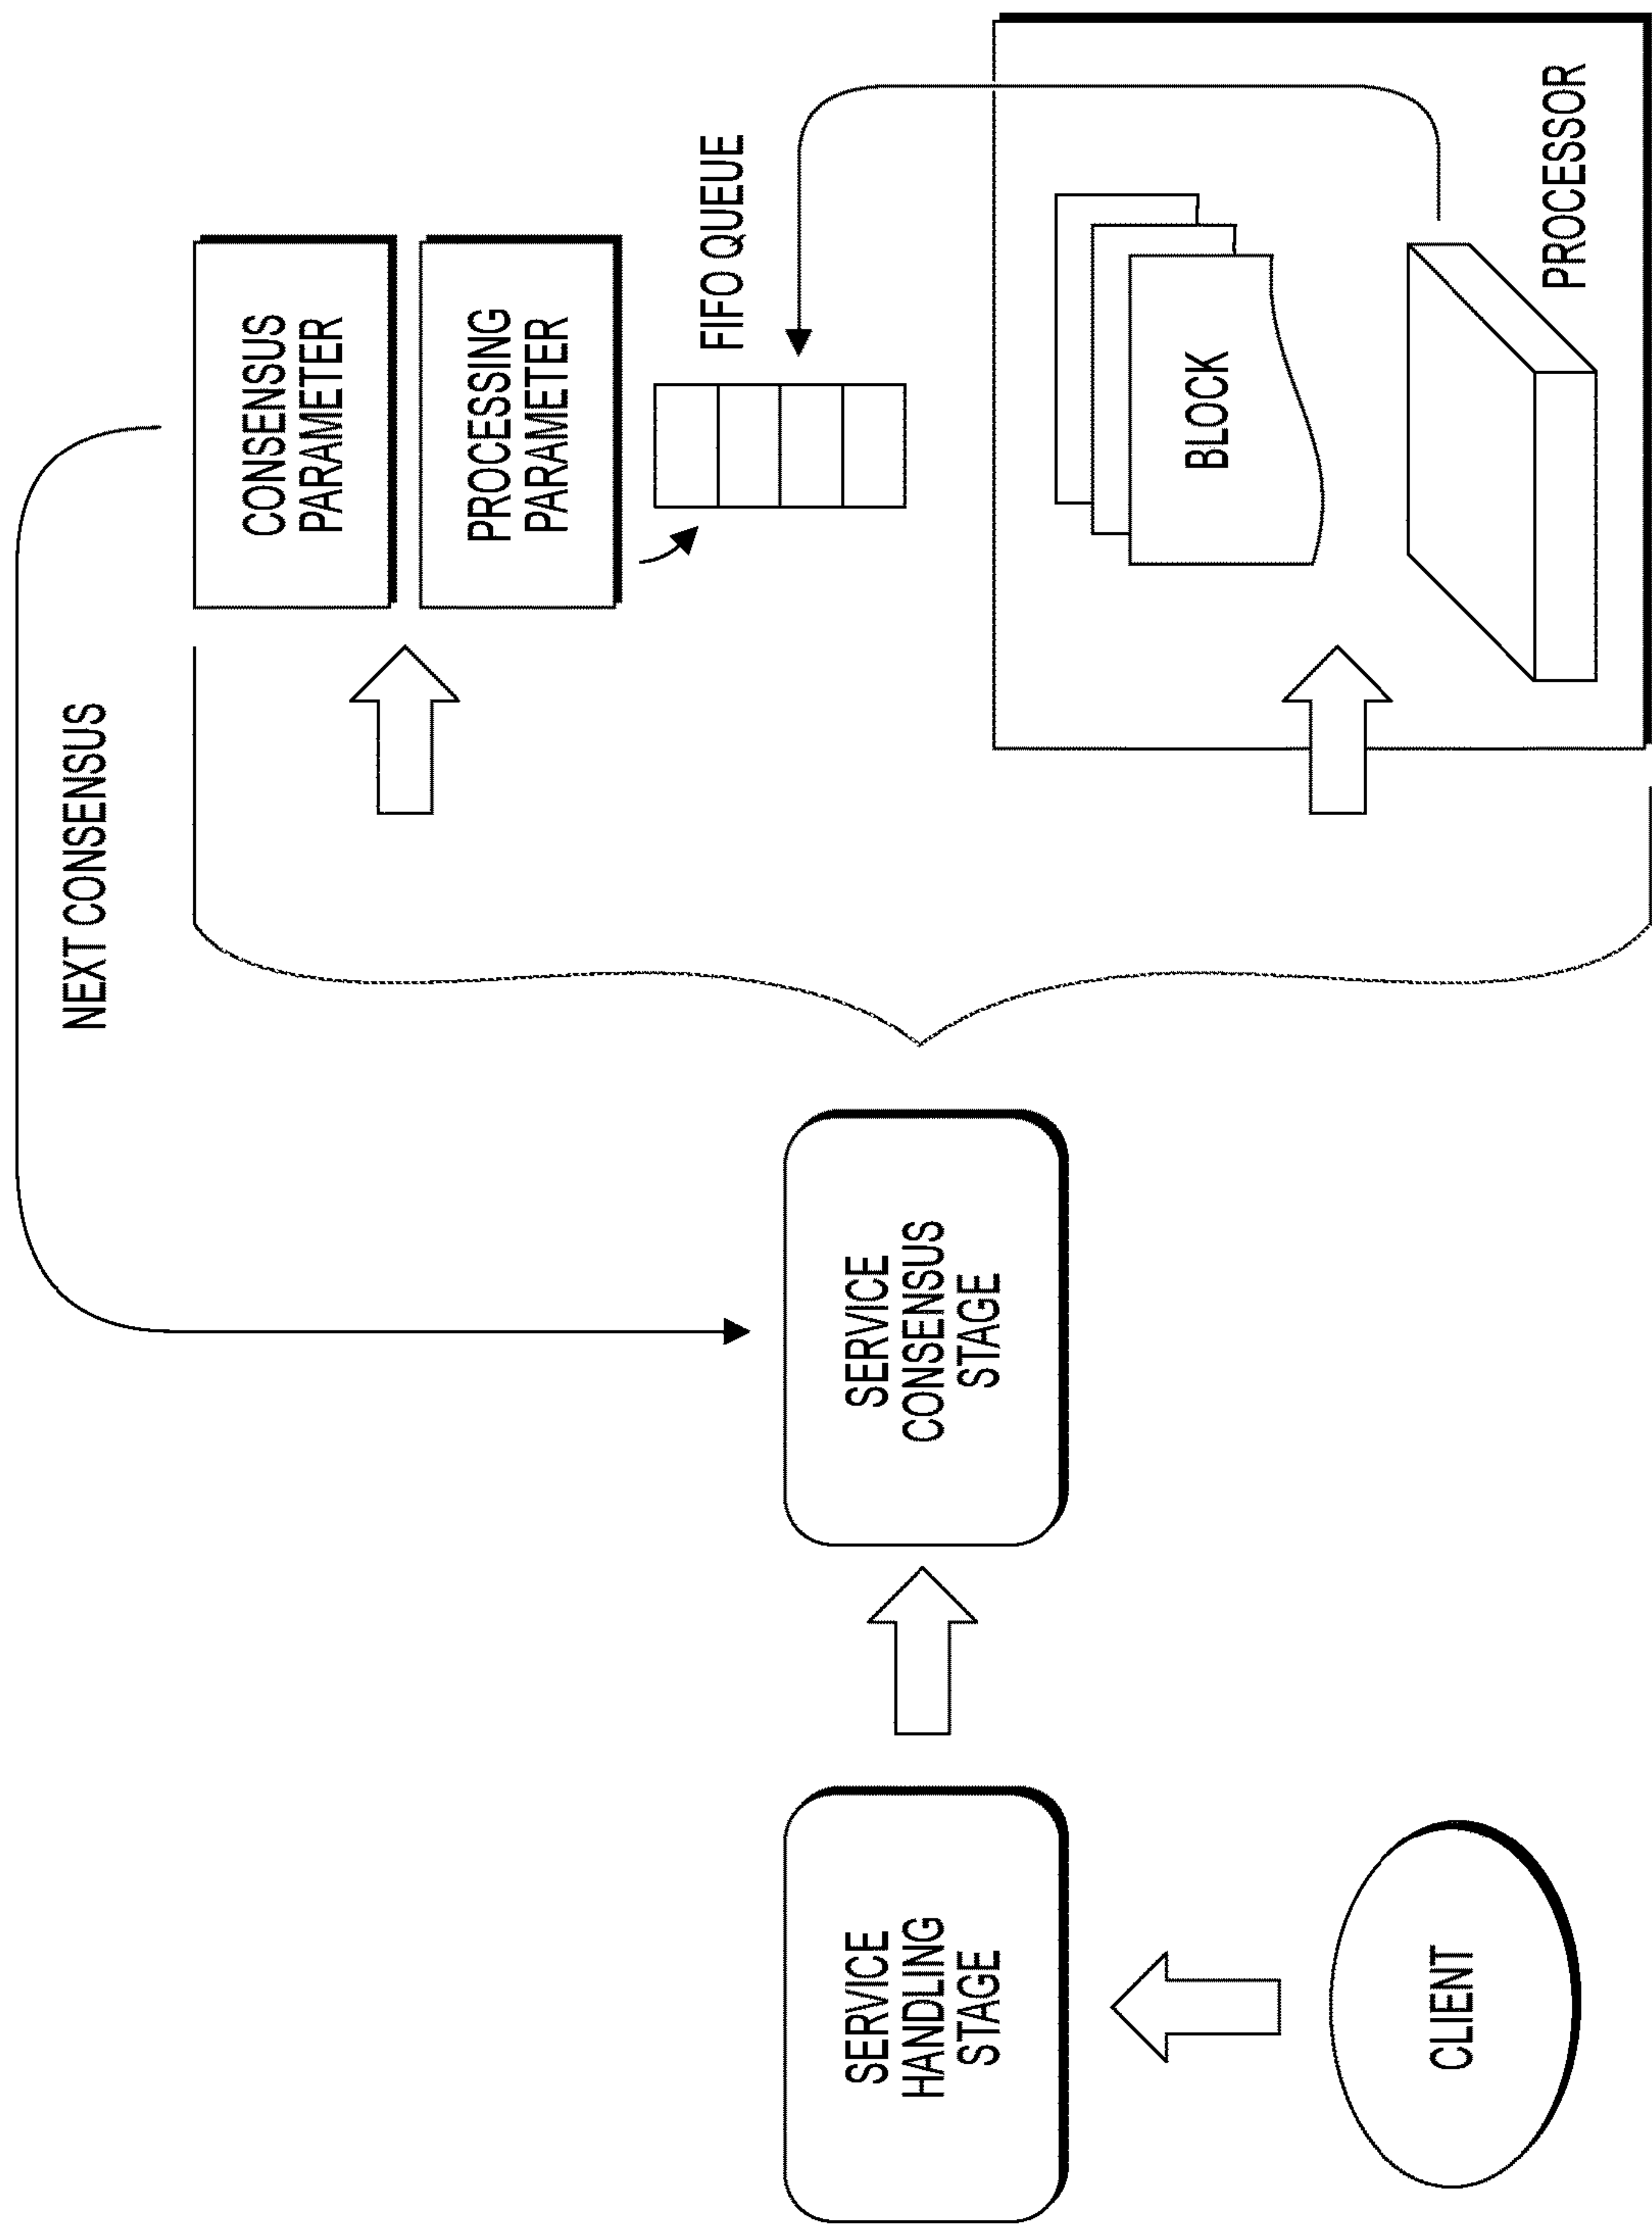 NEXT CONSENSUS
CONSENSUS
PARAMETER
PROCESSING
PARAMETER
FIFO QUEUE
SERVICE
HANDLING
STAGE
SERVICE
CONSENSUS
STAGE
BLOCK
CLIENT
PROCESSOR